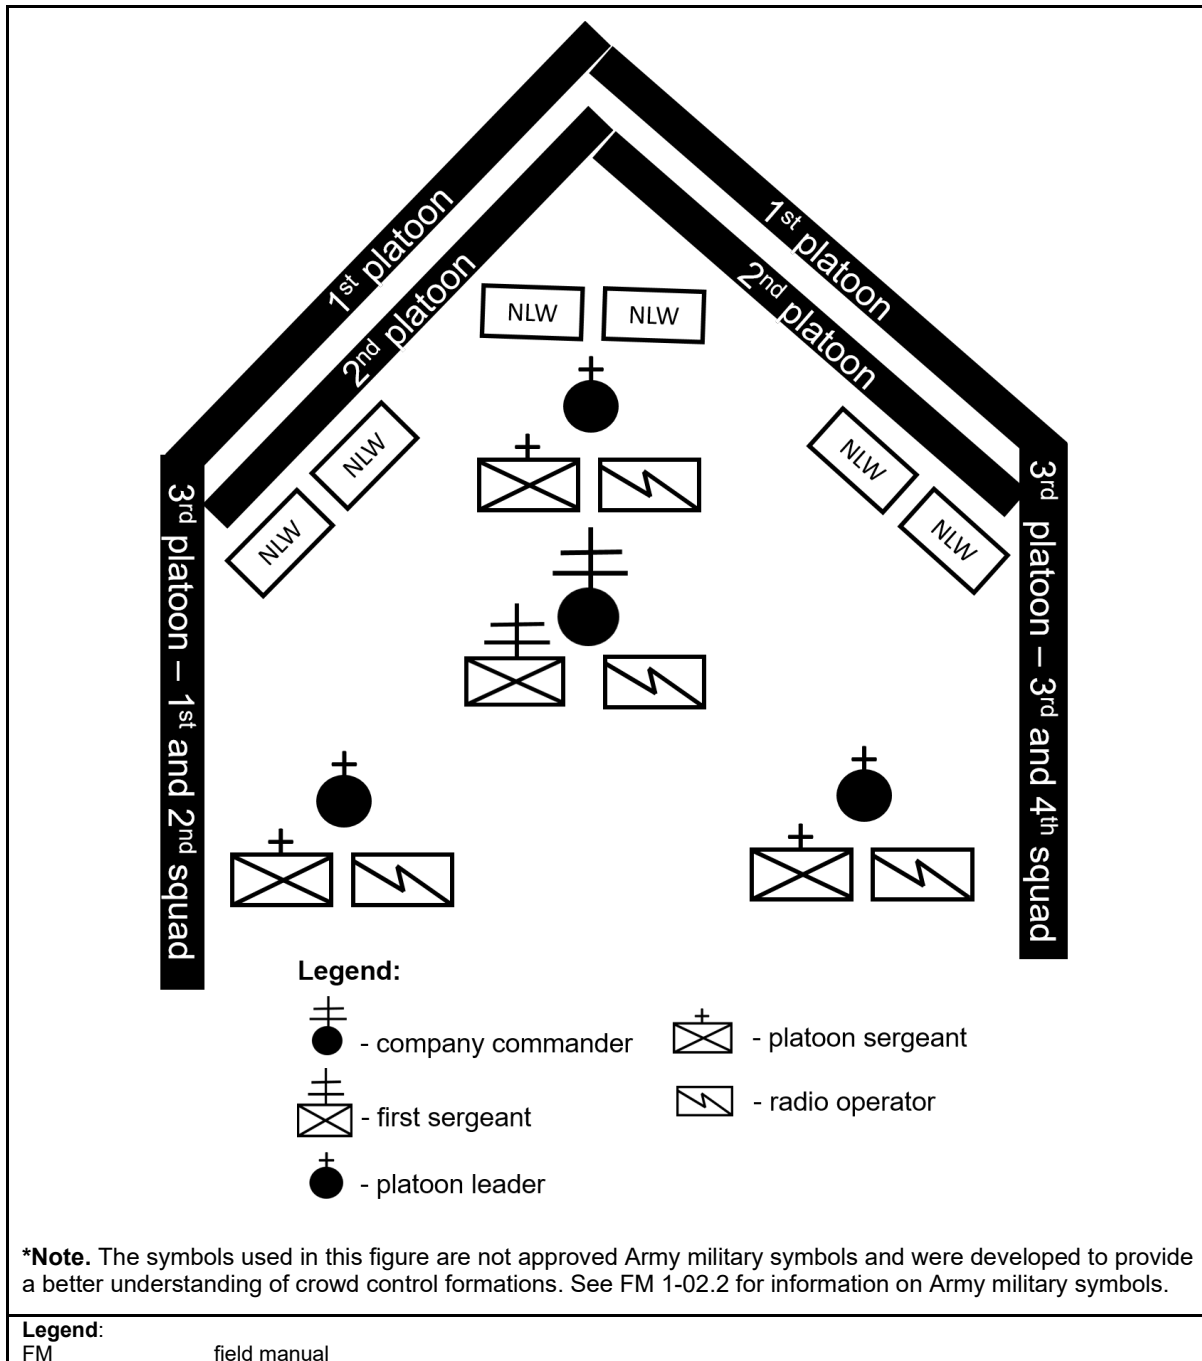 1st platoon
1st platoon
2nd platoon
2nd platoon
NLW
NLW
NLW
NLW
NLW
NLW
3rd platoon – 1st and 2nd squad
3rd platoon – 3rd and 4th squad
Legend:
- company commander
- first sergeant
- platoon leader
- platoon sergeant
- radio operator
*Note. The symbols used in this figure are not approved Army military symbols and were developed to provide
a better understanding of crowd control formations. See FM 1-02.2 for information on Army military symbols.
Legend:
FM field manual